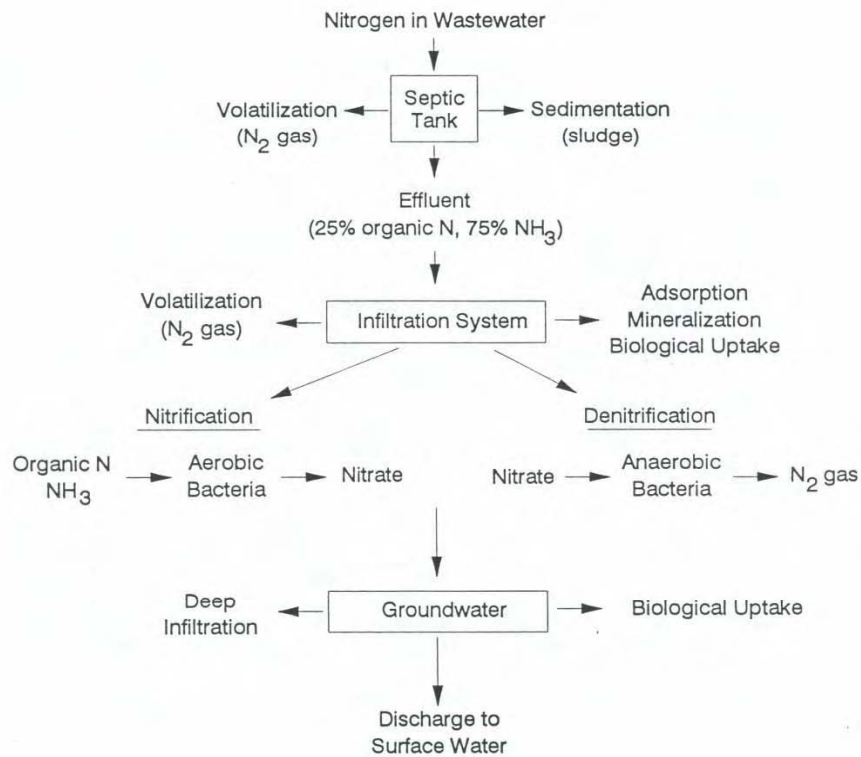 Nitrogen in Wastewater
Volatilization
(N2 gas)
Septic
Tank
Sedimentation
(sludge)
Effluent
(25% organic N, 75% NH3)
Volatilization
(N2 gas)
Infiltration System
Adsorption
Mineralization
Biological Uptake
Nitrification
Denitrification
Organic N
NH3
Aerobic
Bacteria
Nitrate
Nitrate
Anaerobic
Bacteria
N2 gas
Deep
Infiltration
Groundwater
Biological Uptake
Discharge to
Surface Water